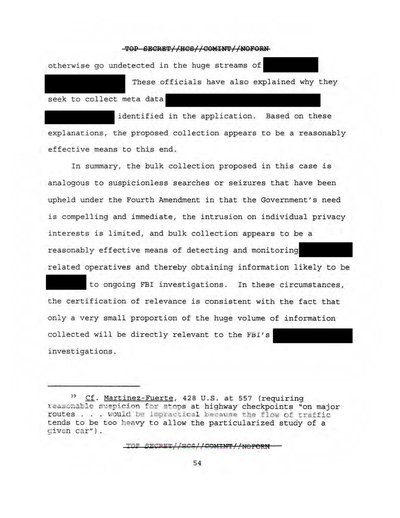 TOP SECRET//HCS//COMINT//NOFORN
otherwise go undetected in the huge streams of
These officials have also explained why they
seek to collect meta data
identified in the application. Based on these
explanations, the proposed collection appears to be a reasonably
effective means to this end.
In summary, the bulk collection proposed in this case is
analogous to suspicionless searches or seizures that have been
upheld under the Fourth Amendment in that the Government's need
is compelling and immediate, the intrusion on individual privacy
interests is limited, and bulk collection appears to be a
reasonably effective means of detecting and monitoring
related operatives and thereby obtaining information likely to be
to ongoing FBI investigations. In these circumstances,
the certification of relevance is consistent with the fact that
only a very small proportion of the huge volume of information
collected will be directly relevant to the FBI's
investigations.
39 Cf. Martinez-Fuerte, 428 U.S. at 557 (requiring
reasonable suspicion for stops at highway checkpoints "on major
routes . . . would be impractical because the flow of traffic
tends to be too heavy to allow the particularized study of a
given car").
TOP SECRET//HCS//COMINT//NOFORN
54